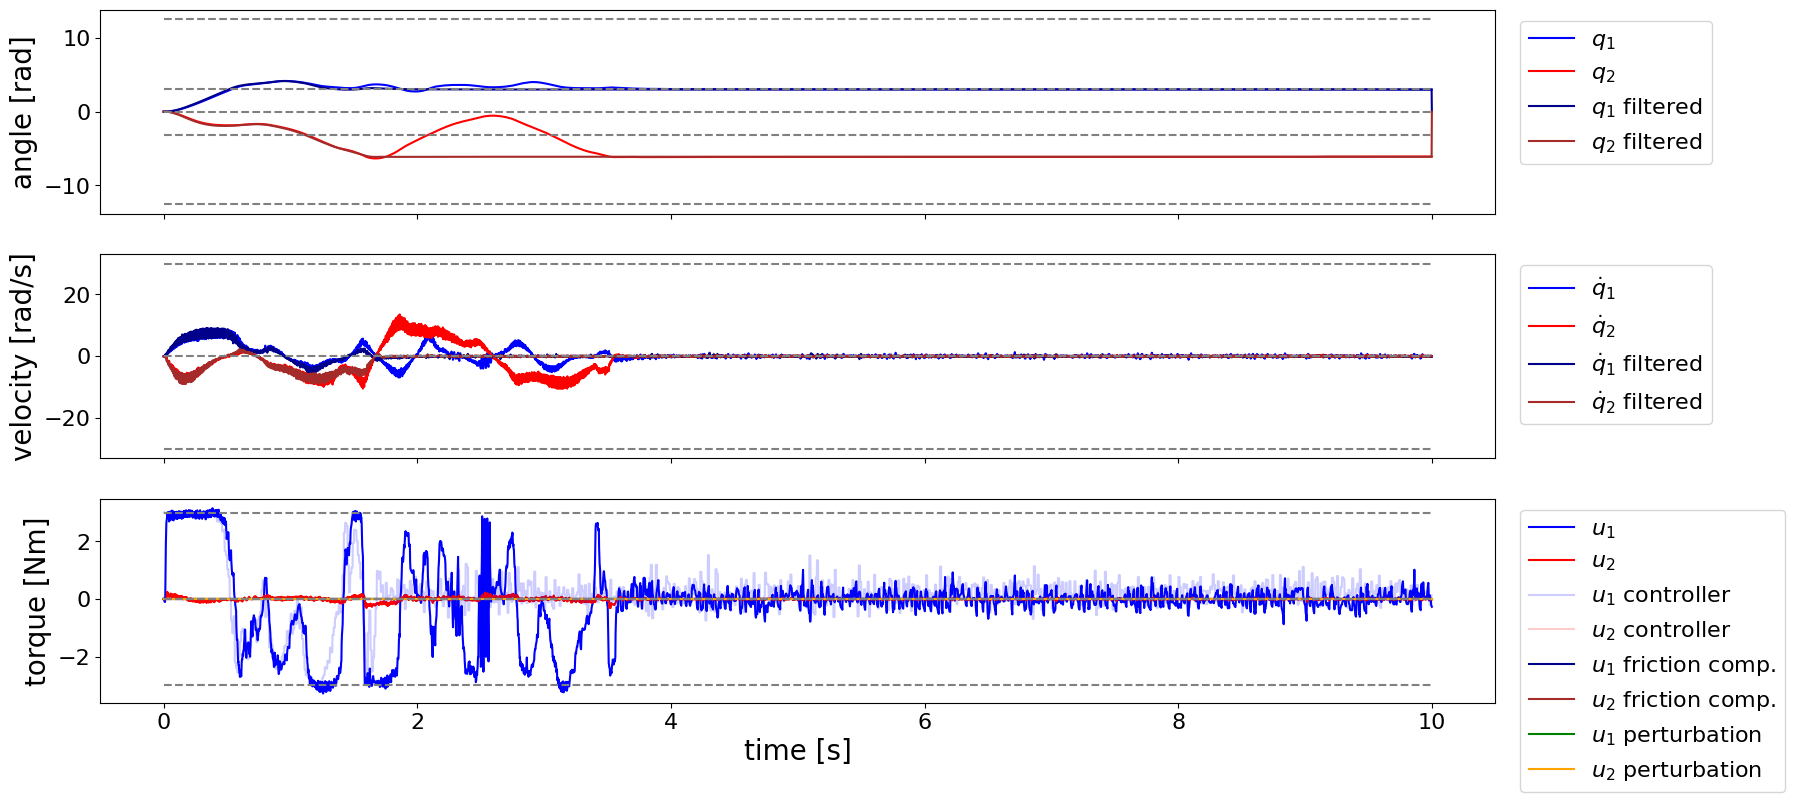 angle [rad]
10
0
−10
q₁
q₂
q₁ filtered
q₂ filtered
velocity [rad/s]
20
0
−20
q̇₁
q̇₂
q̇₁ filtered
q̇₂ filtered
torque [Nm]
2
0
−2
0 2 4 6 8 10
time [s]
u₁
u₂
u₁ controller
u₂ controller
u₁ friction comp.
u₂ friction comp.
u₁ perturbation
u₂ perturbation